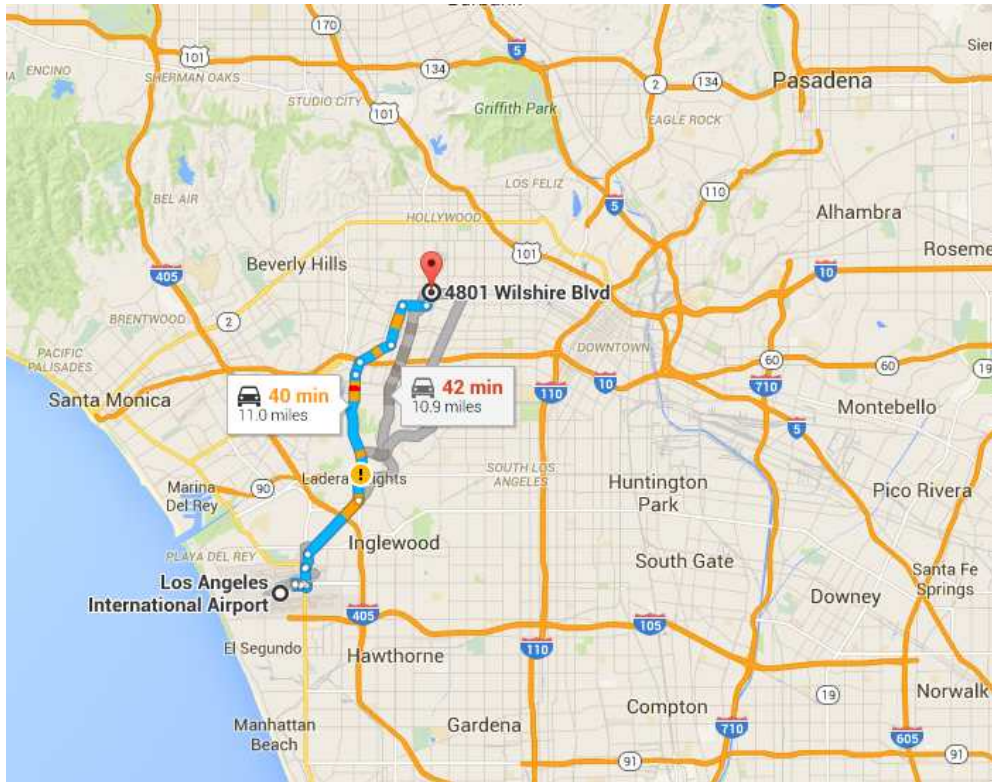 Burbank
170
5
101
ENCINO
101
SHERMAN OAKS
134
2
134
Sier
Pasadena
STUDIO CITY
101
Griffith Park
EAGLE ROCK
BEL AIR
LOS FELIZ
5
110
HOLLYWOOD
Alhambra
101
Roseme
405
Beverly Hills
10
4801 Wilshire Blvd
BRENTWOOD
2
DOWNTOWN
PACIFIC
PALISADES
60
60
19
Santa Monica
40 min
11.0 miles
42 min
10.9 miles
110
10
710
Montebello
5
SOUTH LOS
ANGELES
Ladera Heights
Marina
Del Rey
90
Huntington
Park
Pico Rivera
PLAYA DEL REY
Inglewood
South Gate
Los Angeles
International Airport
Santa Fe
Springs
Downey
405
105
El Segundo
Hawthorne
110
19
Norwalk
Compton
Manhattan
Beach
Gardena
710
605
91
91